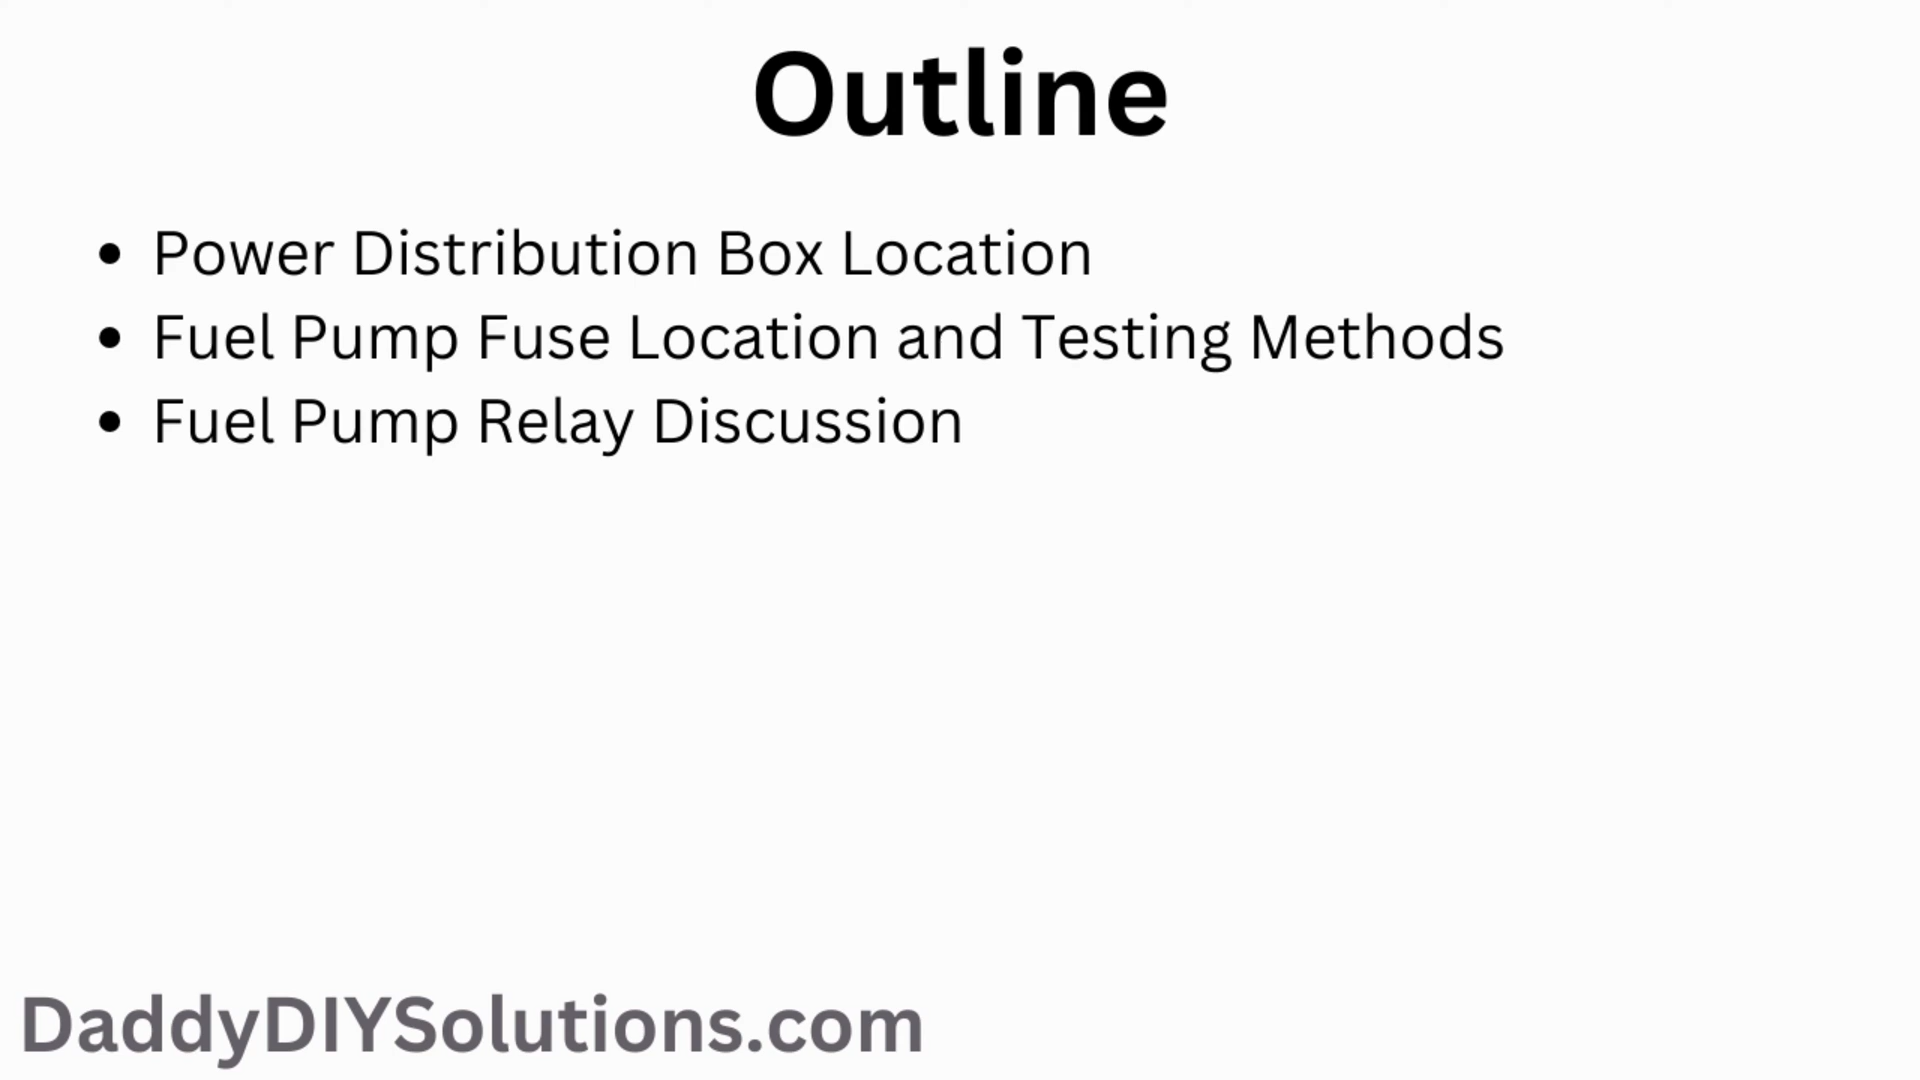 Outline
• Power Distribution Box Location
• Fuel Pump Fuse Location and Testing Methods
• Fuel Pump Relay Discussion
DaddyDIYSolutions.com